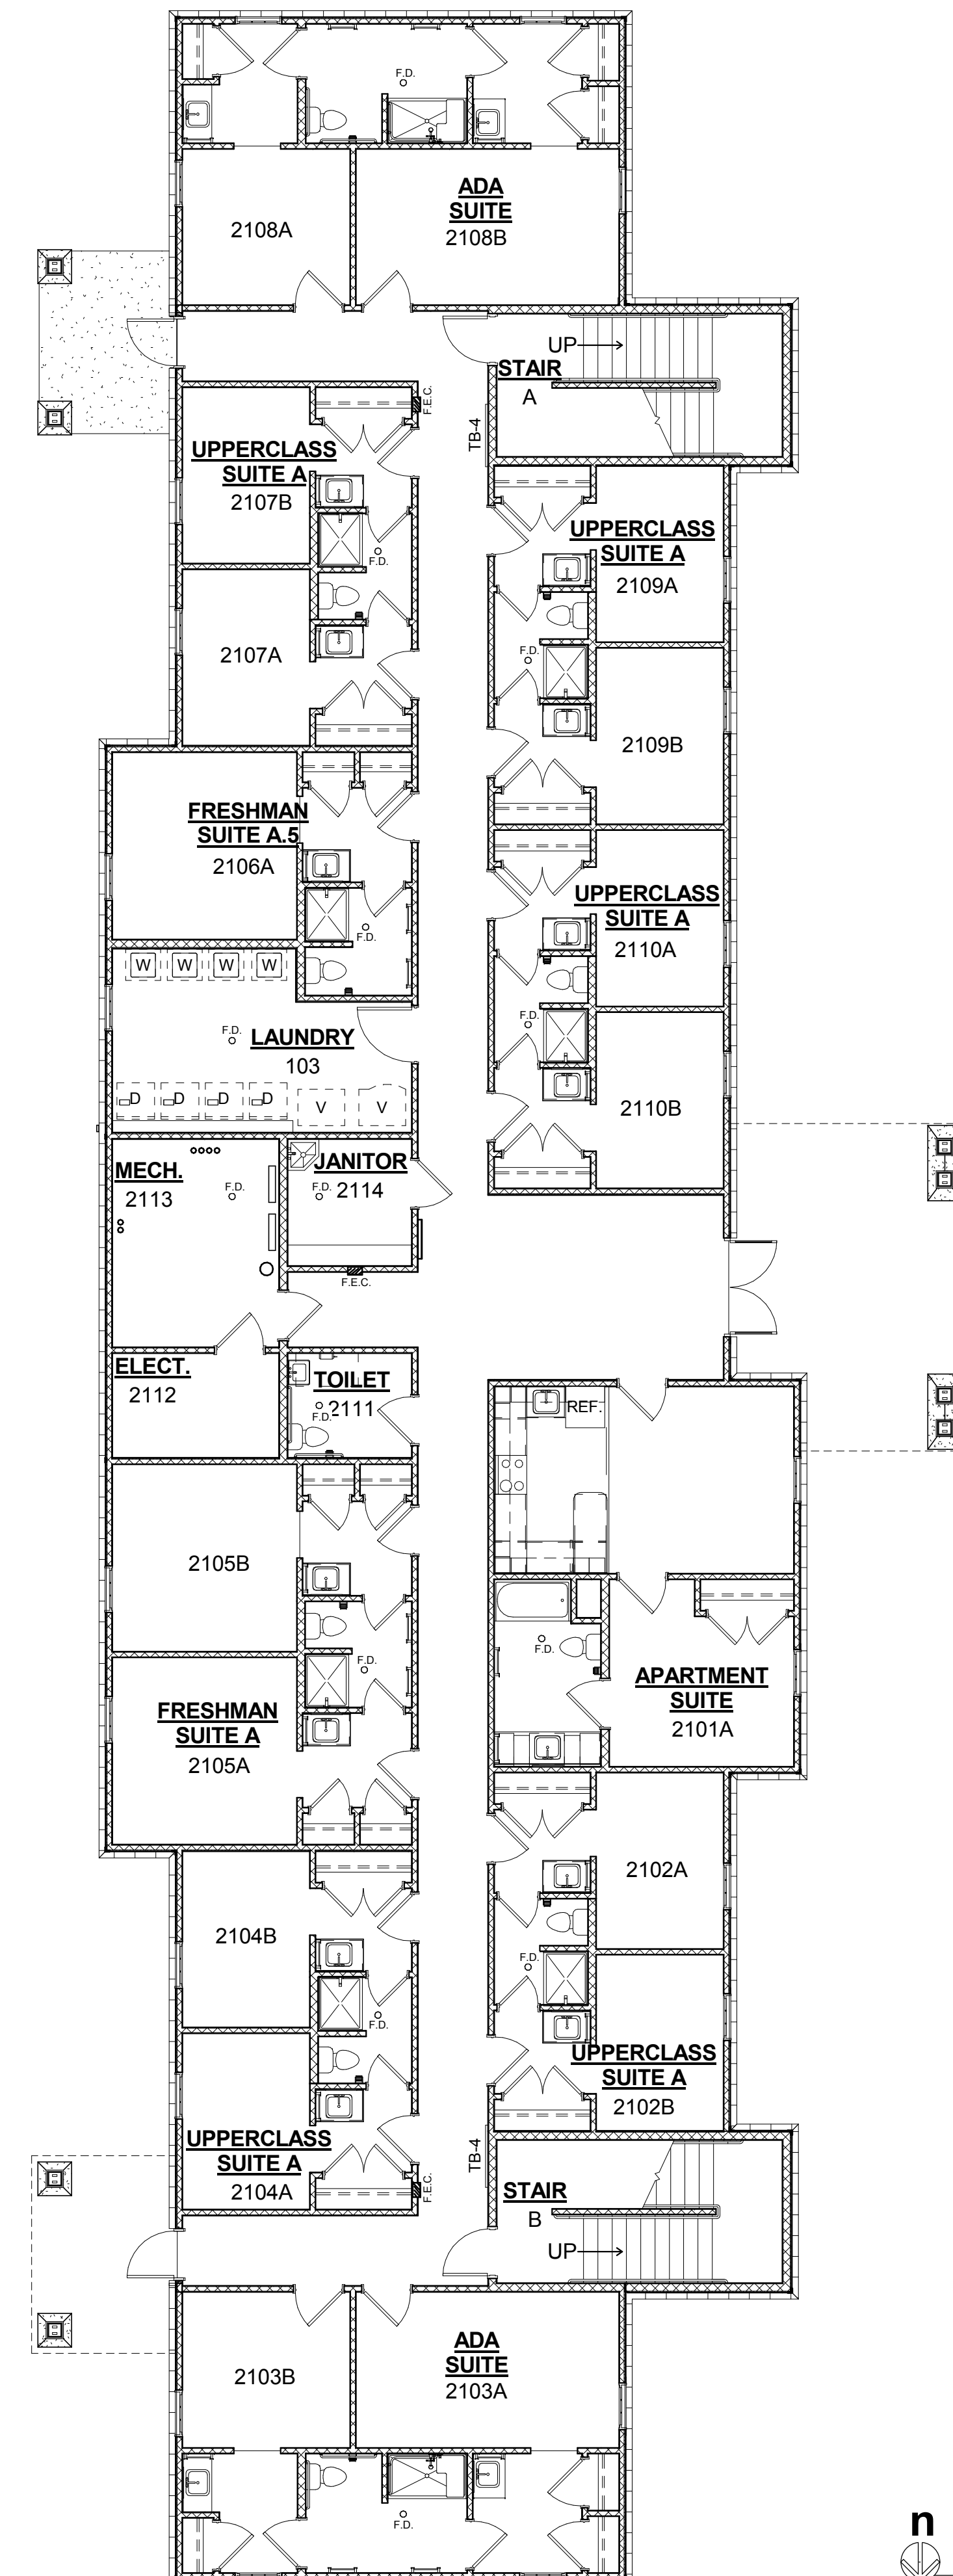 F.D.
2108A
ADA
SUITE
2108B
UP
STAIR
A
F.E.C.
TB-4
UPPERCLASS
SUITE A
2107B
F.D.
UPPERCLASS
SUITE A
2109A
2107A
F.D.
2109B
FRESHMAN
SUITE A.5
2106A
UPPERCLASS
SUITE A
2110A
F.D.
W W W W
F.D.
F.D.
LAUNDRY
103
D D D D V V
2110B
MECH.
2113
F.D.
JANITOR
2114
F.D.
F.E.C.
ELECT.
2112
TOILET
2111
F.D.
REF.
2105B
F.D.
F.D.
FRESHMAN
SUITE A
2105A
APARTMENT
SUITE
2101A
2102A
2104B
F.D.
F.D.
UPPERCLASS
SUITE A
2102B
UPPERCLASS
SUITE A
2104A
F.E.C.
TB-4
STAIR
B
UP
2103B
ADA
SUITE
2103A
F.D.
n